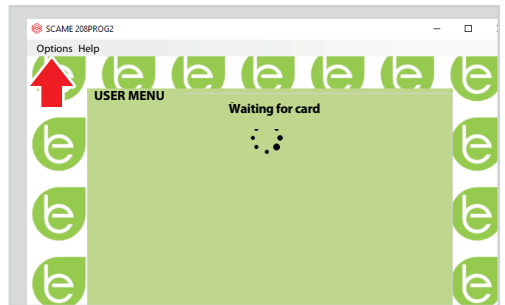 SCAME 208PROG2
Options Help
USER MENU
Waiting for card